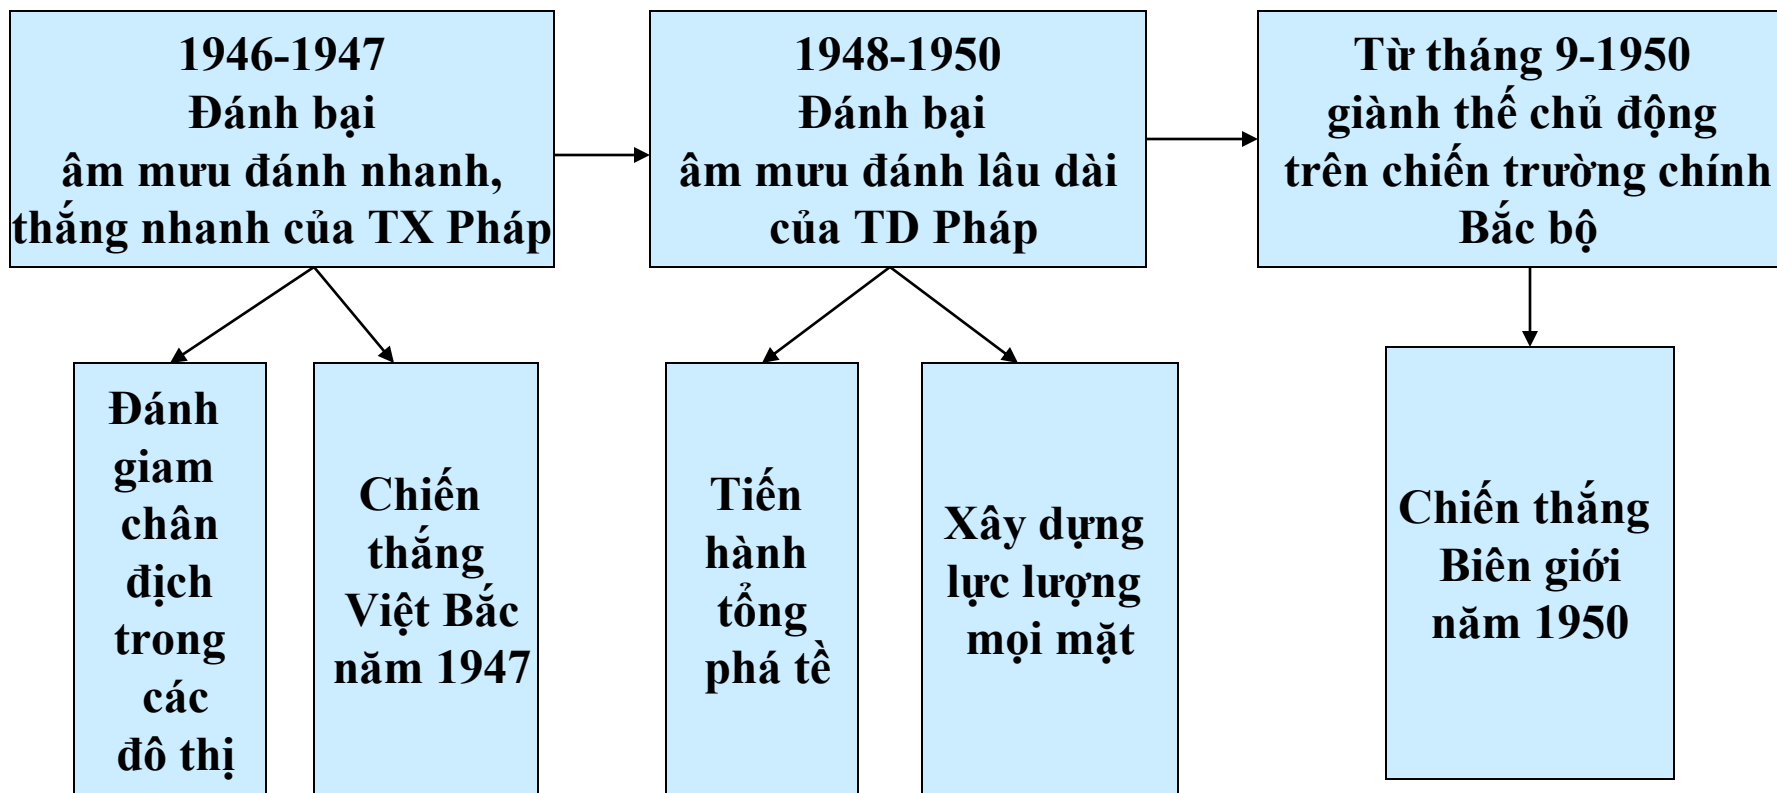 1946-1947
Đánh bại
âm mưu đánh nhanh,
thắng nhanh của TX Pháp
1948-1950
Đánh bại
âm mưu đánh lâu dài
của TD Pháp
Từ tháng 9-1950
giành thế chủ động
trên chiến trường chính
Bắc bộ
Đánh
giam
chân
địch
trong
các
đô thị
Chiến
thắng
Việt Bắc
năm 1947
Tiến
hành
tổng
phá tề
Xây dựng
lực lượng
mọi mặt
Chiến thắng
Biên giới
năm 1950